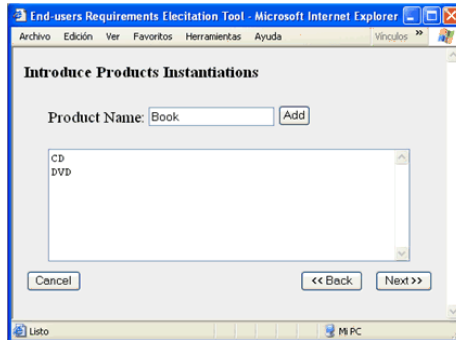 End-users Requirements Elecitation Tool - Microsoft Internet Explorer
Archivo Edición Ver Favoritos Herramientas Ayuda Vínculos »
Introduce Products Instantiations
Product Name: Book Add
CD
DVD
Cancel << Back Next >>
Listo Mi PC